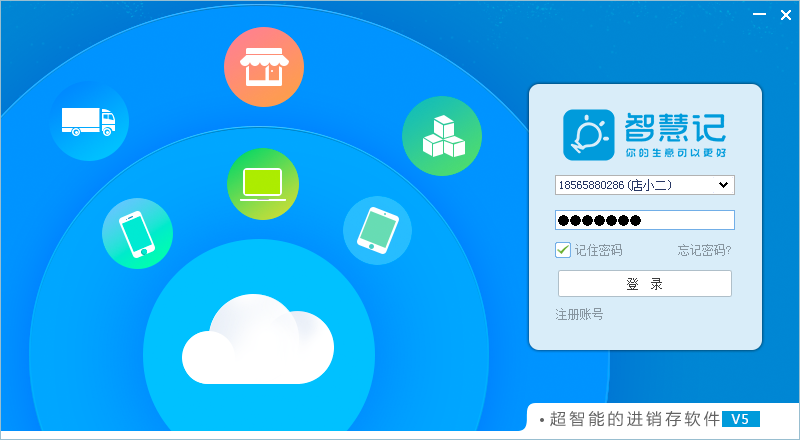 智慧记
你的生意可以更好
18565880286(店小二)
●●●●●●●
记住密码 忘记密码?
登 录
注册账号
• 超智能的进销存软件 V5